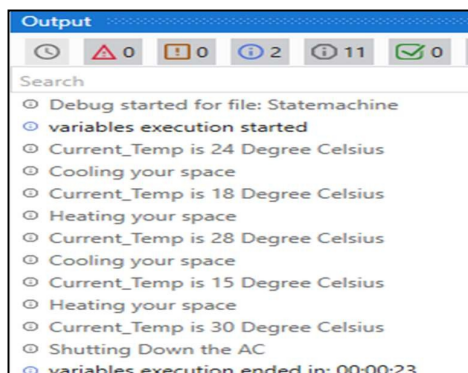 Output
0 0 2 11 0
Search
Debug started for file: Statemachine
variables execution started
Current_Temp is 24 Degree Celsius
Cooling your space
Current_Temp is 18 Degree Celsius
Heating your space
Current_Temp is 28 Degree Celsius
Cooling your space
Current_Temp is 15 Degree Celsius
Heating your space
Current_Temp is 30 Degree Celsius
Shutting Down the AC
variables execution ended in: 00:00:23